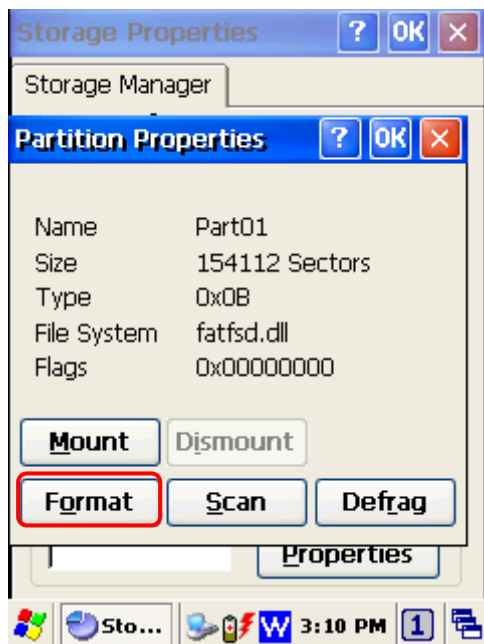 Storage Properties ? OK ×
Storage Manager
Partition Properties ? OK ×
Name Part01
Size 154112 Sectors
Type 0x0B
File System fatfsd.dll
Flags 0x00000000
Mount Dismount
Format Scan Defrag
Properties
Sto... W 3:10 PM 1